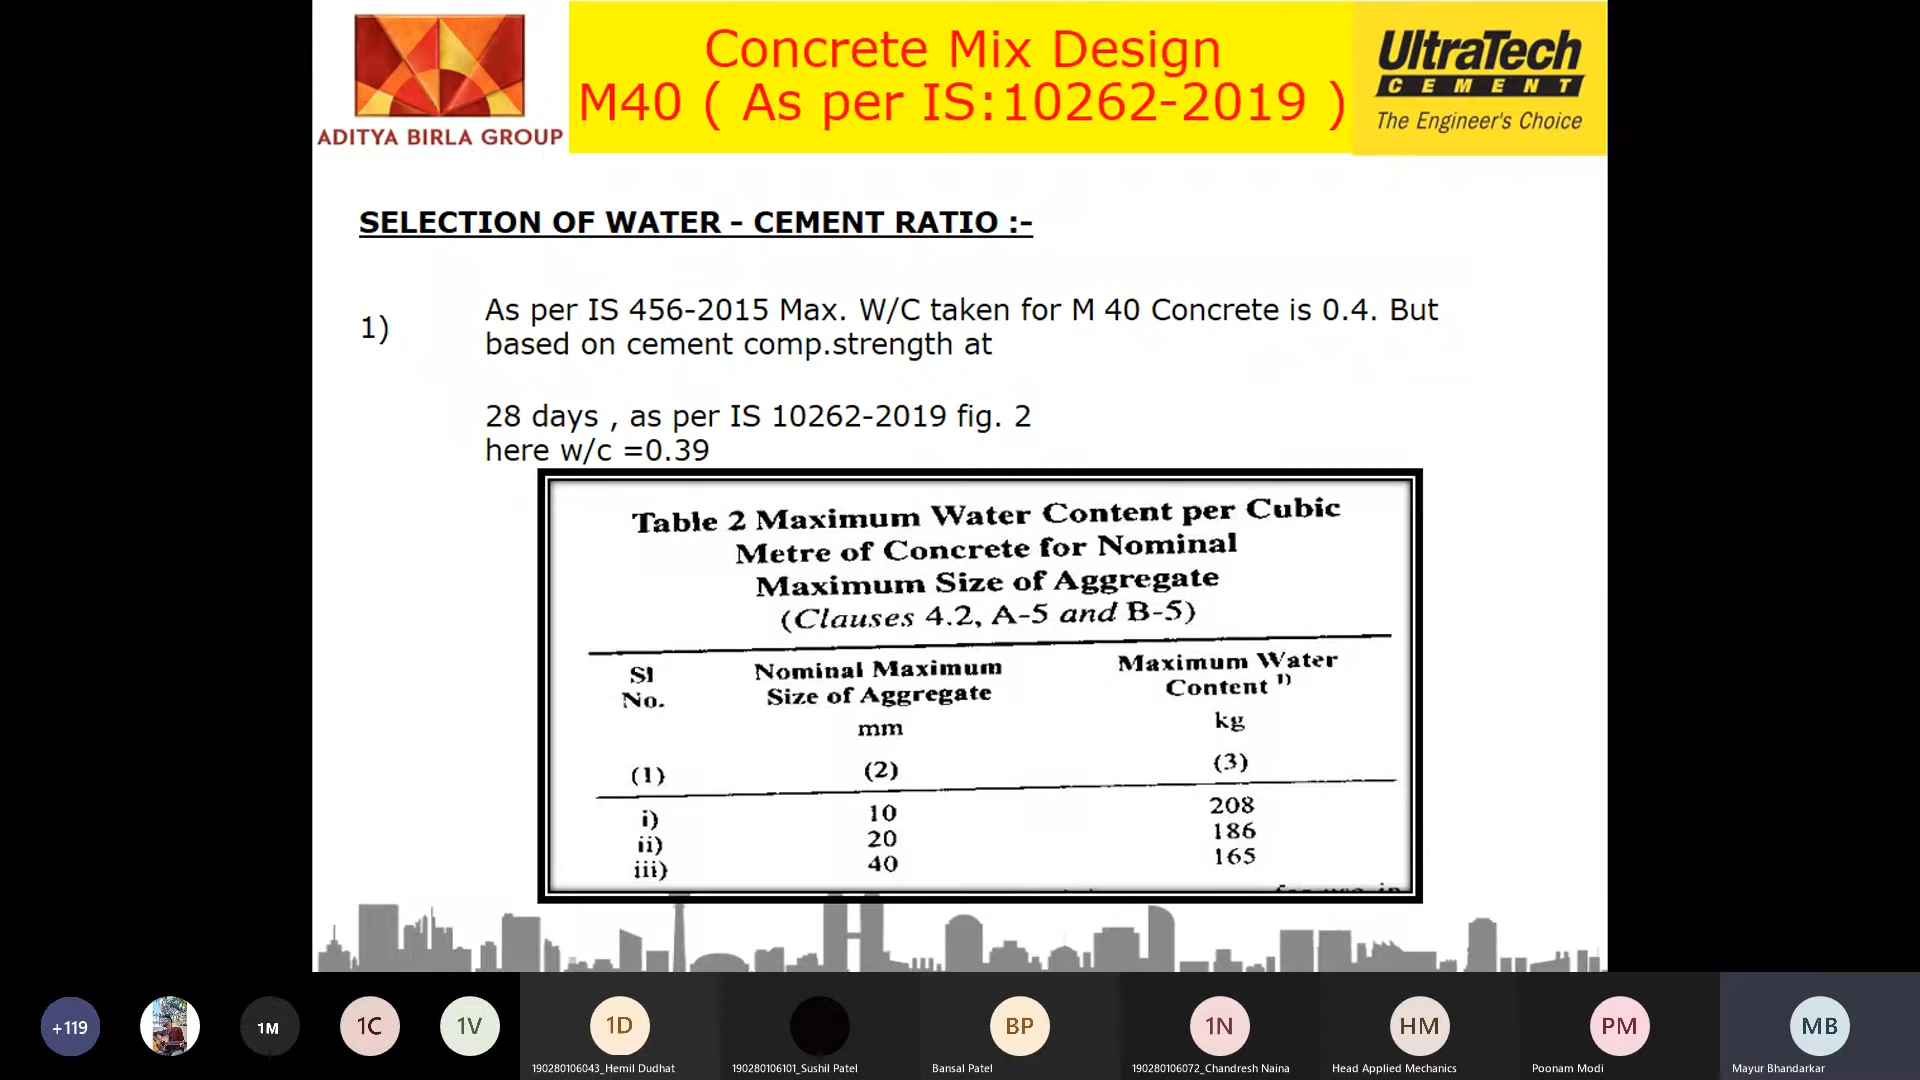 ADITYA BIRLA GROUP
Concrete Mix Design
M40 ( As per IS:10262-2019 )
UltraTech
CEMENT
The Engineer's Choice
SELECTION OF WATER - CEMENT RATIO :-
1)
As per IS 456-2015 Max. W/C taken for M 40 Concrete is 0.4. But
based on cement comp.strength at
28 days , as per IS 10262-2019 fig. 2
here w/c =0.39
Table 2 Maximum Water Content per Cubic
Metre of Concrete for Nominal
Maximum Size of Aggregate
(Clauses 4.2, A-5 and B-5)
Sl No. Nominal Maximum Size of Aggregate Maximum Water Content 1)
mm kg
(1) (2) (3)
i) 10 208
ii) 20 186
iii) 40 165
+119 1M 1C 1V 1D BP 1N HM PM MB
190280106043_Hemil Dudhat 190280106101_Sushil Patel Bansal Patel 190280106072_Chandresh Naina Head Applied Mechanics Poonam Modi Mayur Bhandarkar